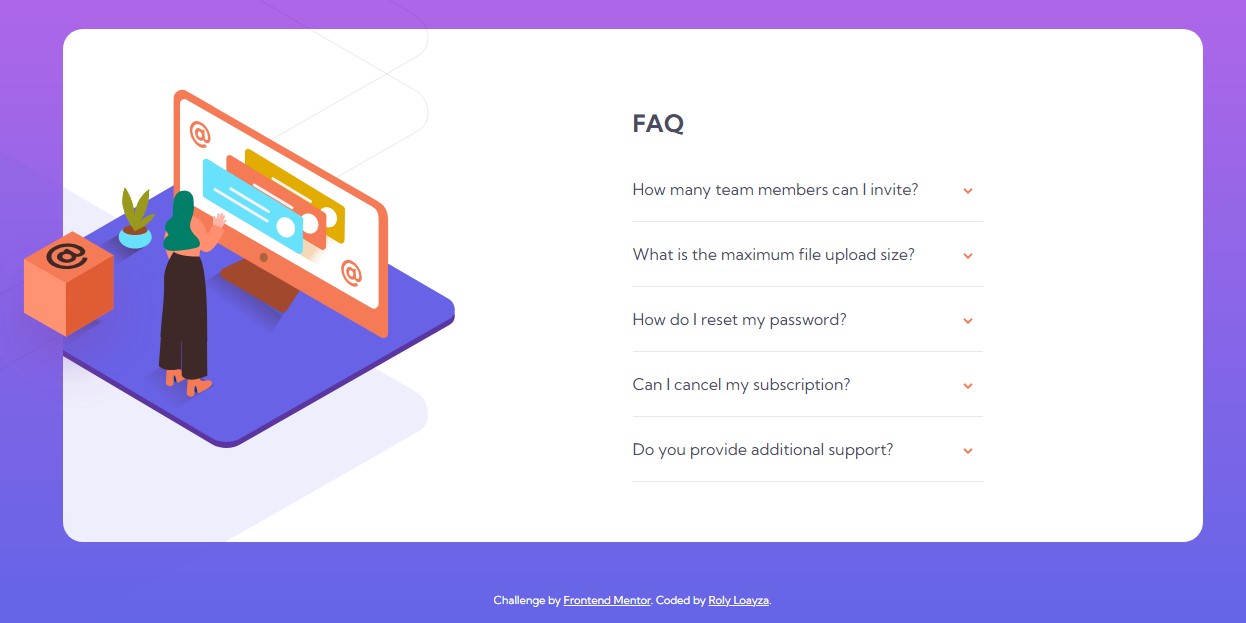 @
@
@
FAQ
How many team members can I invite?
What is the maximum file upload size?
How do I reset my password?
Can I cancel my subscription?
Do you provide additional support?
Challenge by Frontend Mentor. Coded by Roly Loayza.